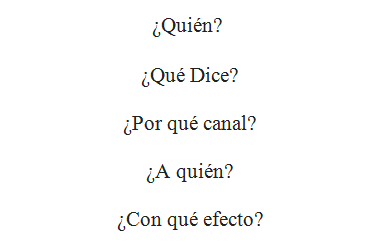 ¿Quién?
¿Qué Dice?
¿Por qué canal?
¿A quién?
¿Con qué efecto?